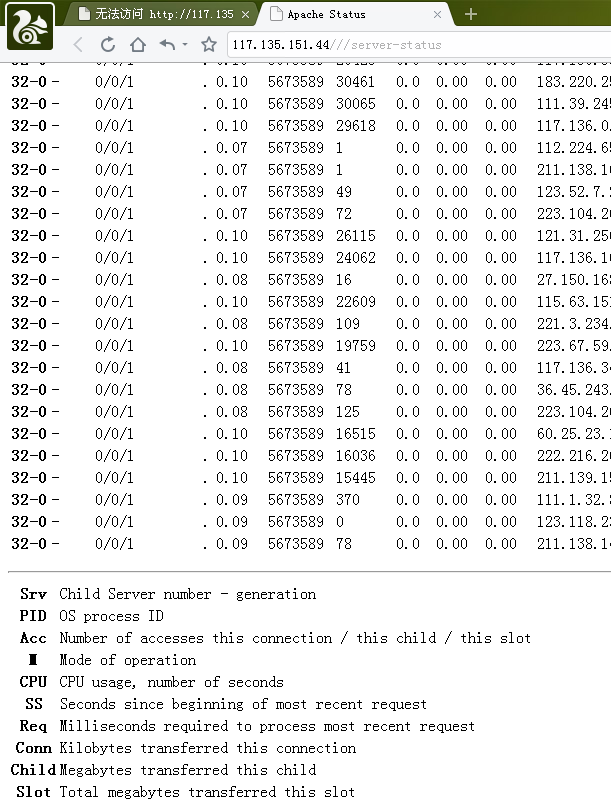 无法访问 http://117.135 × Apache Status ×
117.135.151.44///server-status
32-0 - 0/0/1 . 0.10 5673589 30461 0.0 0.00 0.00 183.220.2
32-0 - 0/0/1 . 0.10 5673589 30065 0.0 0.00 0.00 111.39.245
32-0 - 0/0/1 . 0.10 5673589 29618 0.0 0.00 0.00 117.136.0.
32-0 - 0/0/1 . 0.07 5673589 1 0.0 0.00 0.00 112.224.6
32-0 - 0/0/1 . 0.07 5673589 1 0.0 0.00 0.00 211.138.1
32-0 - 0/0/1 . 0.07 5673589 49 0.0 0.00 0.00 123.52.7.
32-0 - 0/0/1 . 0.07 5673589 72 0.0 0.00 0.00 223.104.2
32-0 - 0/0/1 . 0.10 5673589 26115 0.0 0.00 0.00 121.31.25
32-0 - 0/0/1 . 0.10 5673589 24062 0.0 0.00 0.00 117.136.1
32-0 - 0/0/1 . 0.08 5673589 16 0.0 0.00 0.00 27.150.16
32-0 - 0/0/1 . 0.10 5673589 22609 0.0 0.00 0.00 115.63.15
32-0 - 0/0/1 . 0.08 5673589 109 0.0 0.00 0.00 221.3.234.
32-0 - 0/0/1 . 0.10 5673589 19759 0.0 0.00 0.00 223.67.59.
32-0 - 0/0/1 . 0.08 5673589 41 0.0 0.00 0.00 117.136.3
32-0 - 0/0/1 . 0.08 5673589 78 0.0 0.00 0.00 36.45.243.
32-0 - 0/0/1 . 0.08 5673589 125 0.0 0.00 0.00 223.104.2
32-0 - 0/0/1 . 0.10 5673589 16515 0.0 0.00 0.00 60.25.23.
32-0 - 0/0/1 . 0.10 5673589 16036 0.0 0.00 0.00 222.216.2
32-0 - 0/0/1 . 0.10 5673589 15445 0.0 0.00 0.00 211.139.1
32-0 - 0/0/1 . 0.09 5673589 370 0.0 0.00 0.00 111.1.32.
32-0 - 0/0/1 . 0.09 5673589 0 0.0 0.00 0.00 123.118.2
32-0 - 0/0/1 . 0.09 5673589 78 0.0 0.00 0.00 211.138.1
Srv Child Server number - generation
PID OS process ID
Acc Number of accesses this connection / this child / this slot
M Mode of operation
CPU CPU usage, number of seconds
SS Seconds since beginning of most recent request
Req Milliseconds required to process most recent request
Conn Kilobytes transferred this connection
Child Megabytes transferred this child
Slot Total megabytes transferred this slot